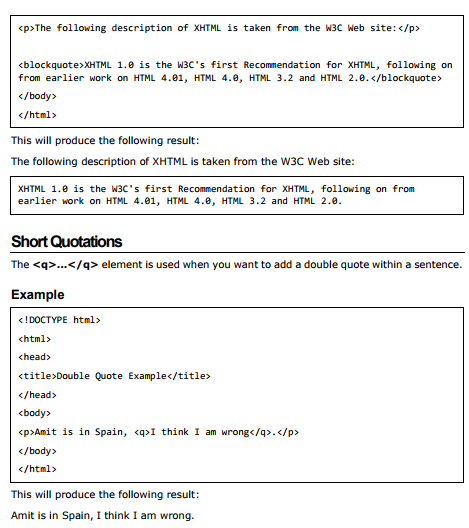 <p>The following description of XHTML is taken from the W3C Web site:</p>
<blockquote>XHTML 1.0 is the W3C's first Recommendation for XHTML, following on
from earlier work on HTML 4.01, HTML 4.0, HTML 3.2 and HTML 2.0.</blockquote>
</body>
</html>
This will produce the following result:
The following description of XHTML is taken from the W3C Web site:
XHTML 1.0 is the W3C's first Recommendation for XHTML, following on from
earlier work on HTML 4.01, HTML 4.0, HTML 3.2 and HTML 2.0.
Short Quotations
The <q>...</q> element is used when you want to add a double quote within a sentence.
Example
<!DOCTYPE html>
<html>
<head>
<title>Double Quote Example</title>
</head>
<body>
<p>Amit is in Spain, <q>I think I am wrong</q>.</p>
</body>
</html>
This will produce the following result:
Amit is in Spain, I think I am wrong.